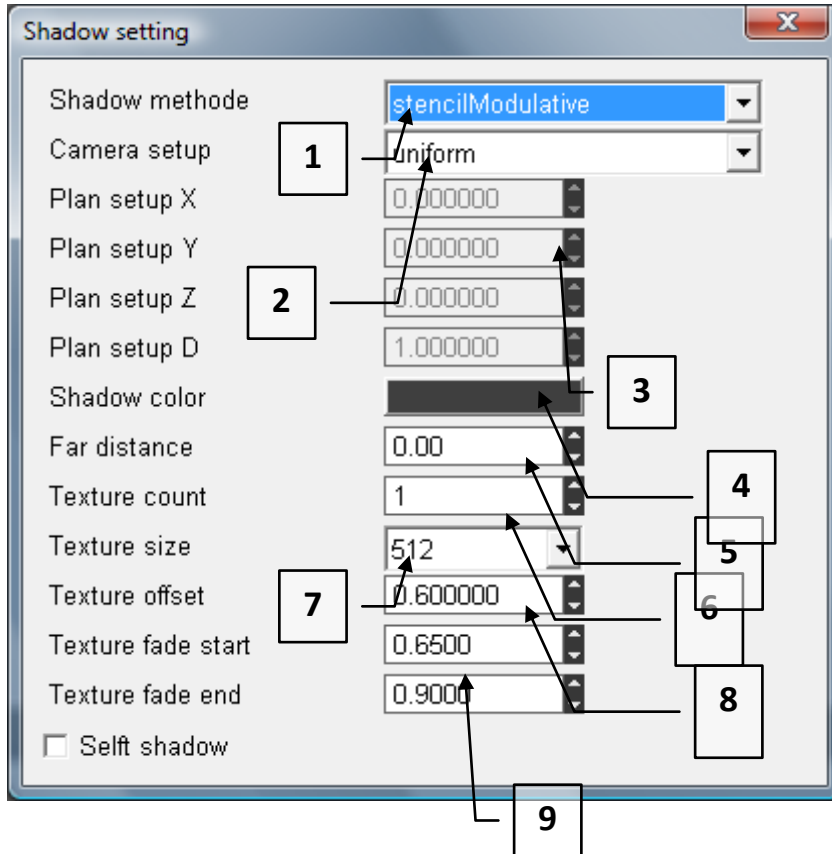 Shadow setting
Shadow methode stencilModulative
Camera setup 1 uniform
Plan setup X 0.000000
Plan setup Y 0.000000
Plan setup Z 2 0.000000
Plan setup D 1.000000
Shadow color 3
Far distance 0.00
Texture count 1 4
Texture size 512 5
Texture offset 7 0.600000 6
Texture fade start 0.6500
Texture fade end 0.9000 8
Selft shadow
9